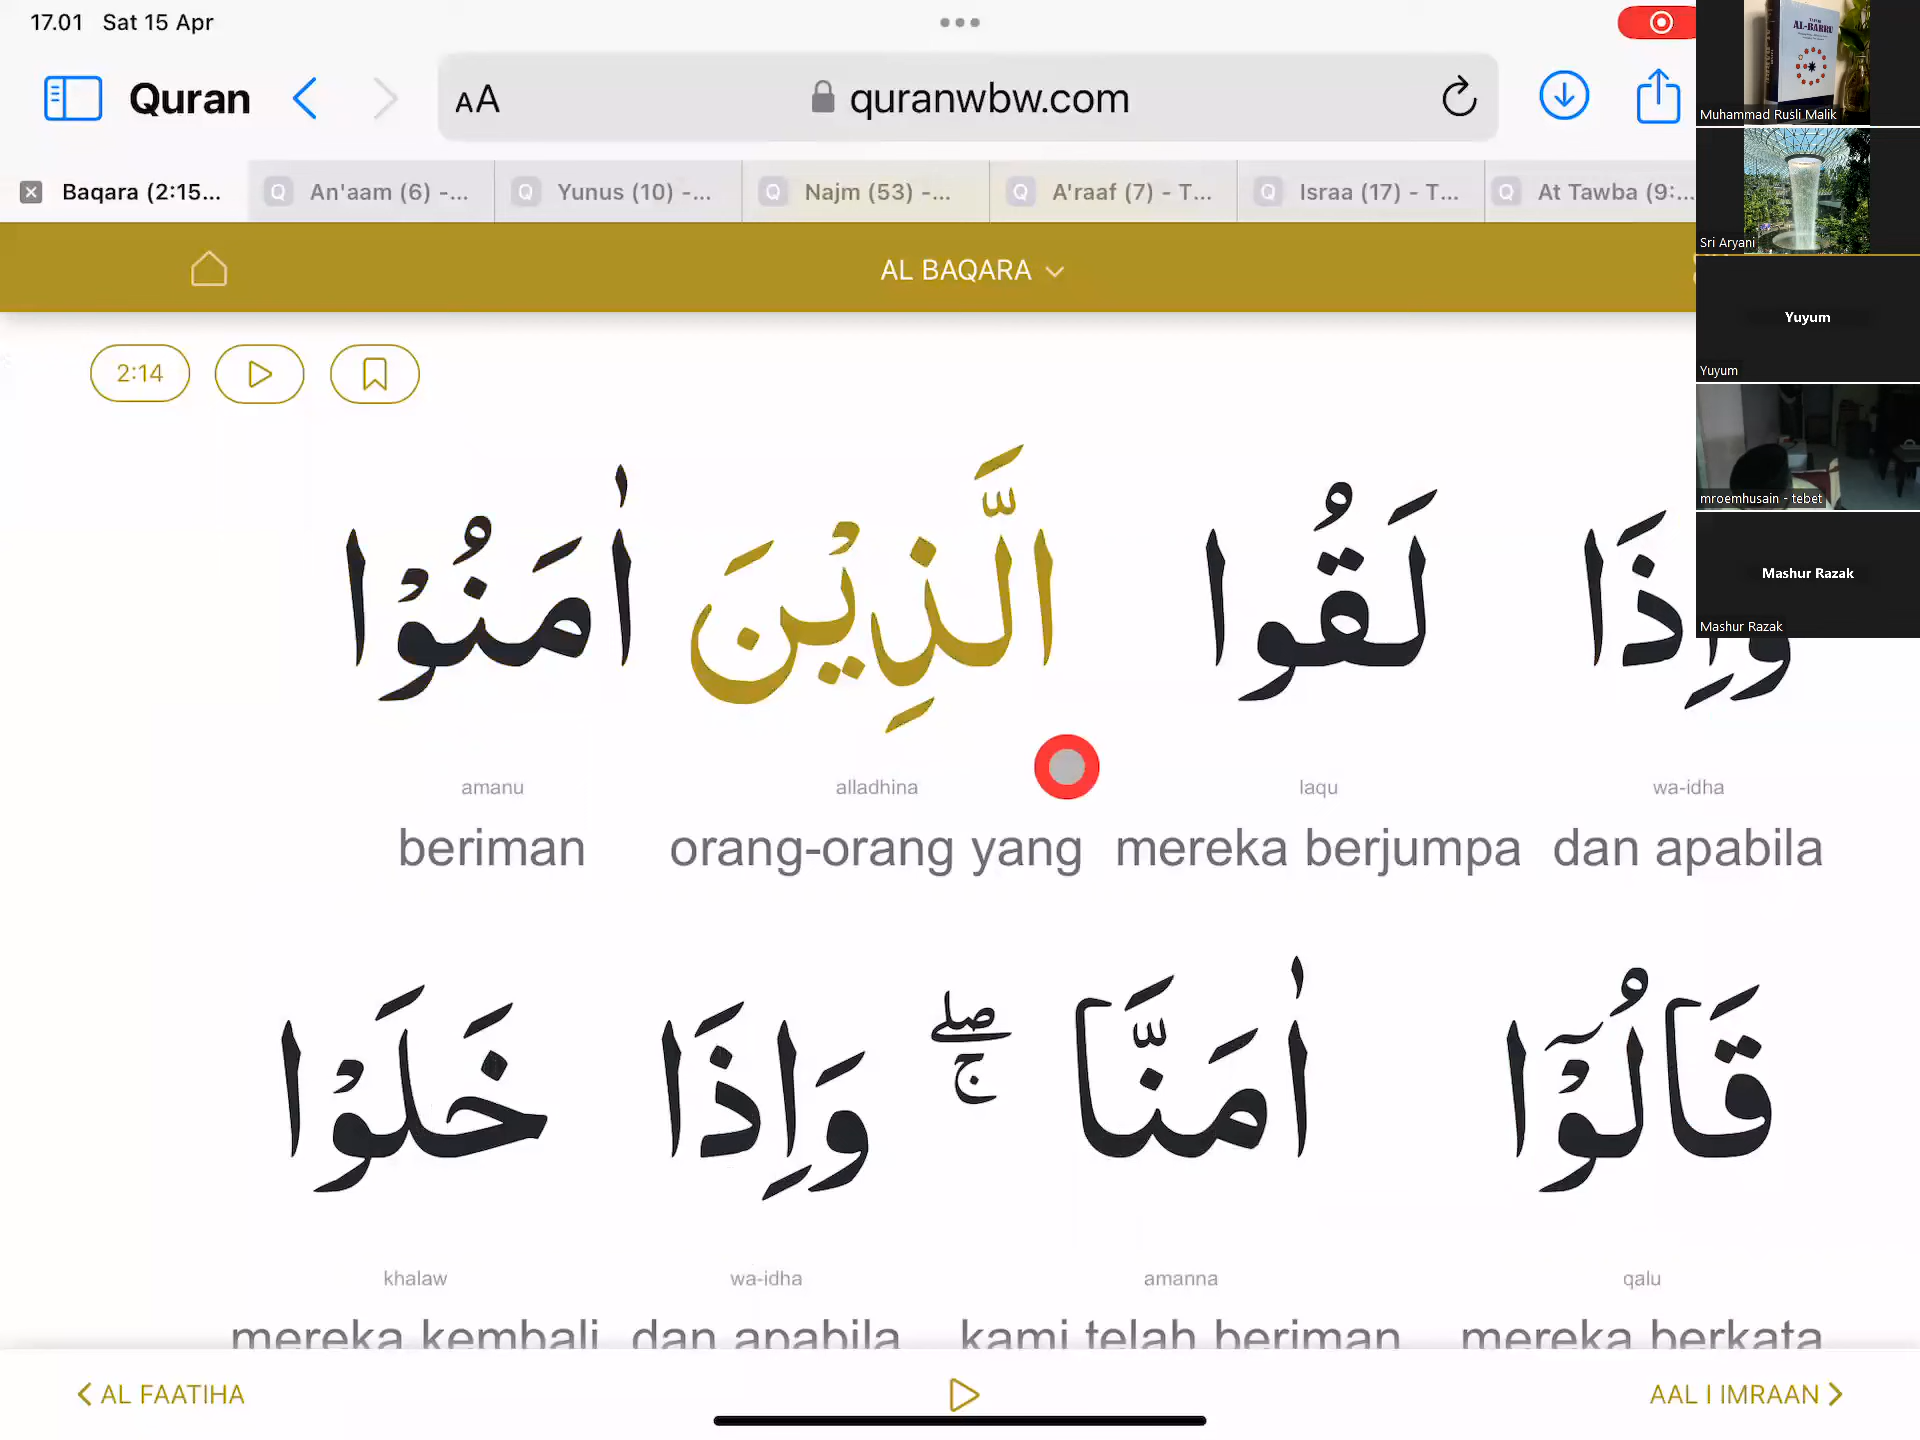 17.01 Sat 15 Apr
Quran AA quranwbw.com
Baqara (2:15... An'aam (6) -... Yunus (10) -... Najm (53) -... A'raaf (7) - T... Israa (17) - T... At Tawba (9:...
AL BAQARA
2:14
وَاِذَا لَقُوا الَّذِيْنَ اٰمَنُوْا
wa-idha laqu alladhina amanu
dan apabila mereka berjumpa orang-orang yang beriman
قَالُوْٓا اٰمَنَّا ۚۖ وَاِذَا خَلَوْا
qalu amanna wa-idha khalaw
mereka berkata kami telah beriman dan apabila mereka kembali
AL FAATIHA
AAL I IMRAAN
AL-BARRU
Muhammad Rusli Malik
Sri Aryani
Yuyum
Yuyum
mroemhusain - tebet
Mashur Razak
Mashur Razak